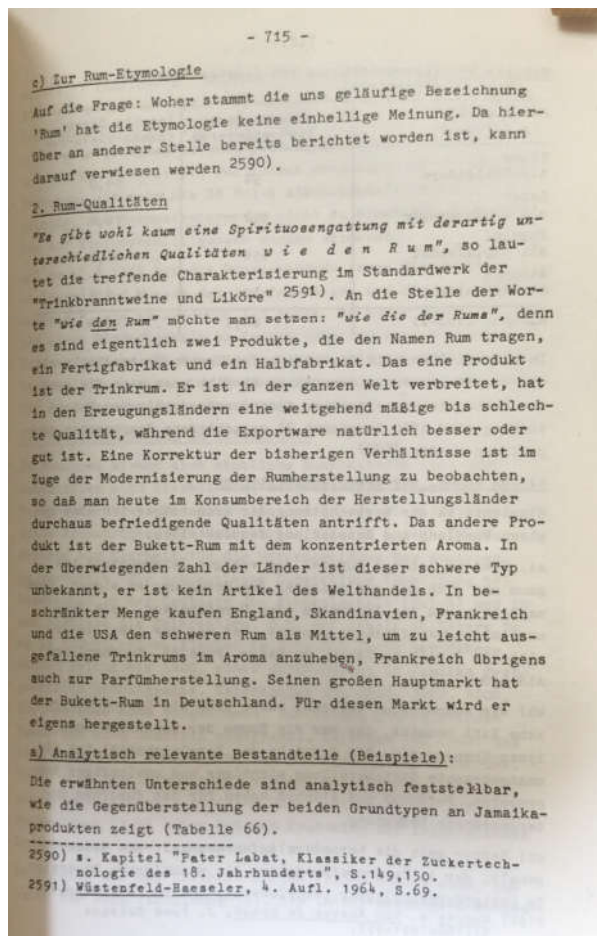 - 715 -
c) Zur Rum-Etymologie
Auf die Frage: Woher stammt die uns geläufige Bezeichnung
'Rum' hat die Etymologie keine einhellige Meinung. Da hier-
über an anderer Stelle bereits berichtet worden ist, kann
darauf verwiesen werden 2590).
2. Rum-Qualitäten
"Es gibt wohl kaum eine Spirituosengattung mit derartig un-
terschiedlichen Qualitäten w i e d e n R u m", so lau-
tet die treffende Charakterisierung im Standardwerk der
"Trinkbranntweine und Liköre" 2591). An die Stelle der Wor-
te "wie den Rum" möchte man setzen: "wie die der Rums", denn
es sind eigentlich zwei Produkte, die den Namen Rum tragen,
ein Fertigfabrikat und ein Halbfabrikat. Das eine Produkt
ist der Trinkrum. Er ist in der ganzen Welt verbreitet, hat
in den Erzeugungsländern eine weitgehend mäßige bis schlech-
te Qualität, während die Exportware natürlich besser oder
gut ist. Eine Korrektur der bisherigen Verhältnisse ist im
Zuge der Modernisierung der Rumherstellung zu beobachten,
so daß man heute im Konsumbereich der Herstellungsländer
durchaus befriedigende Qualitäten antrifft. Das andere Pro-
dukt ist der Bukett-Rum mit dem konzentrierten Aroma. In
der überwiegenden Zahl der Länder ist dieser schwere Typ
unbekannt, er ist kein Artikel des Welthandels. In be-
schränkter Menge kaufen England, Skandinavien, Frankreich
und die USA den schweren Rum als Mittel, um zu leicht aus-
gefallene Trinkrums im Aroma anzuheben, Frankreich übrigens
auch zur Parfümherstellung. Seinen großen Hauptmarkt hat
der Bukett-Rum in Deutschland. Für diesen Markt wird er
eigens hergestellt.
a) Analytisch relevante Bestandteile (Beispiele):
Die erwähnten Unterschiede sind analytisch feststellbar,
wie die Gegenüberstellung der beiden Grundtypen an Jamaika-
produkten zeigt (Tabelle 66).
2590) s. Kapitel "Pater Labat, Klassiker der Zuckertech-
nologie des 18. Jahrhunderts", S.149,150.
2591) Wüstenfeld-Haeseler, 4. Aufl. 1964, S.69.